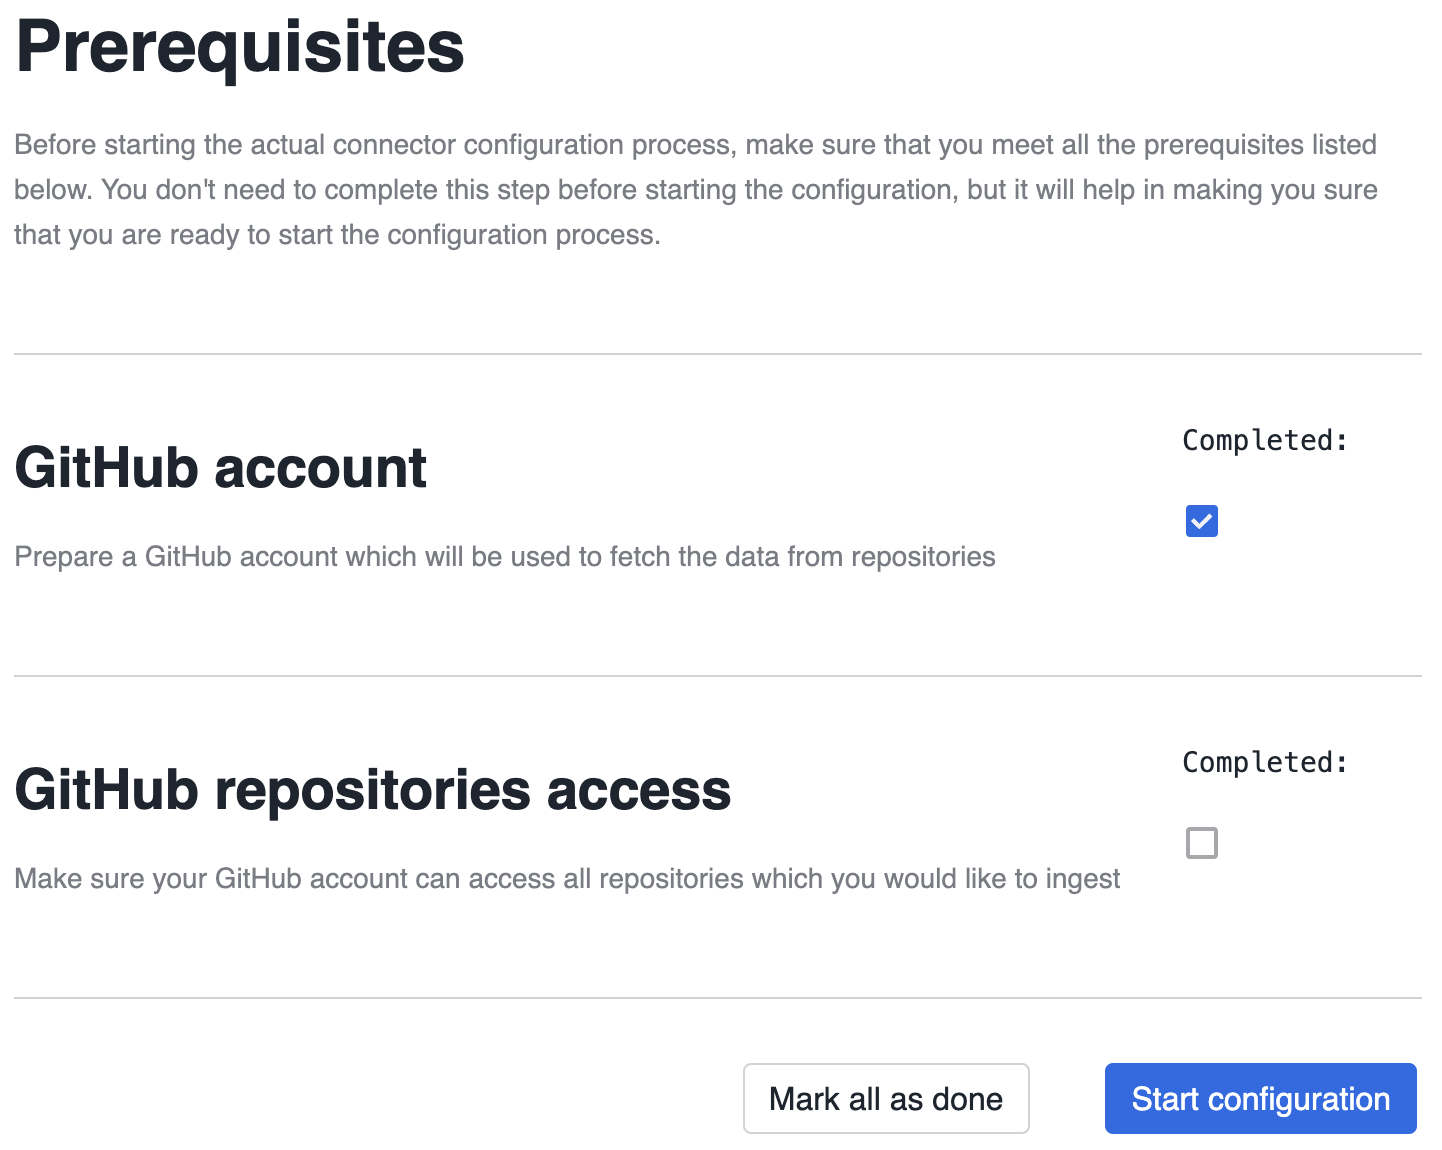 Prerequisites
Before starting the actual connector configuration process, make sure that you meet all the prerequisites listed
below. You don't need to complete this step before starting the configuration, but it will help in making you sure
that you are ready to start the configuration process.
GitHub account
Completed:
Prepare a GitHub account which will be used to fetch the data from repositories
GitHub repositories access
Completed:
Make sure your GitHub account can access all repositories which you would like to ingest
Mark all as done
Start configuration